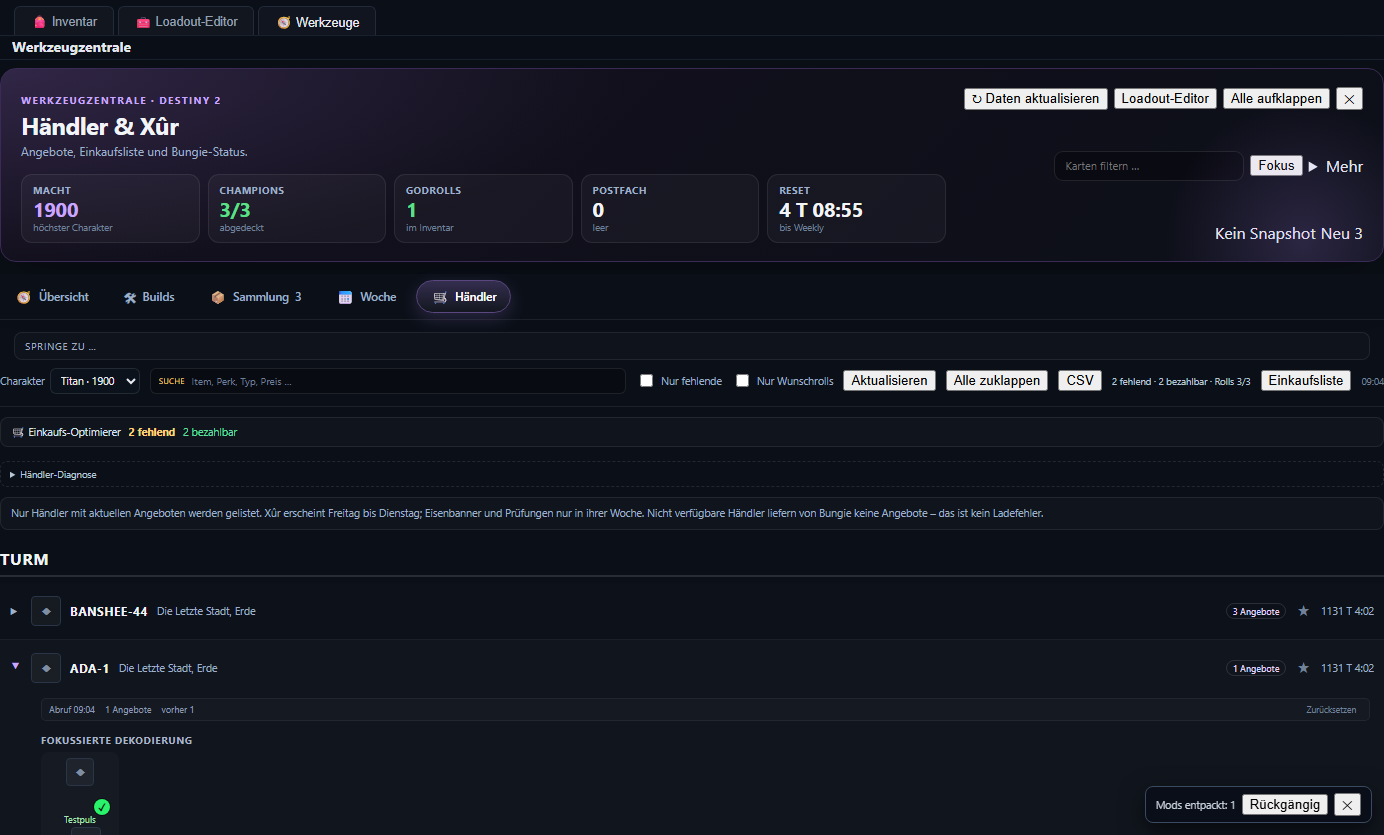 Inventar Loadout-Editor Werkzeuge
Werkzeugzentrale
WERKZEUGZENTRALE · DESTINY 2
Händler & Xûr
Angebote, Einkaufsliste und Bungie-Status.
↻ Daten aktualisieren Loadout-Editor Alle aufklappen ✕
Karten filtern ... Fokus ▶ Mehr
MACHT
1900
höchster Charakter
CHAMPIONS
3/3
abgedeckt
GODROLLS
1
im Inventar
POSTFACH
0
leer
RESET
4 T 08:55
bis Weekly
Kein Snapshot Neu 3
Übersicht Builds Sammlung 3 Woche Händler
SPRINGE ZU ...
Charakter Titan · 1900 SUCHE Item, Perk, Typ, Preis ... Nur fehlende Nur Wunschrolls Aktualisieren Alle zuklappen CSV 2 fehlend · 2 bezahlbar · Rolls 3/3 Einkaufsliste 09:04
Einkaufs-Optimierer 2 fehlend 2 bezahlbar
▶ Händler-Diagnose
Nur Händler mit aktuellen Angeboten werden gelistet. Xûr erscheint Freitag bis Dienstag; Eisenbanner und Prüfungen nur in ihrer Woche. Nicht verfügbare Händler liefern von Bungie keine Angebote – das ist kein Ladefehler.
TURM
▶ BANSHEE-44 Die Letzte Stadt, Erde 3 Angebote ★ 1131 T 4:02
▼ ADA-1 Die Letzte Stadt, Erde 1 Angebote ★ 1131 T 4:02
Abruf 09:04 1 Angebote vorher 1 Zurücksetzen
FOKUSSIERTE DEKODIERUNG
Testpuls
Mods entpackt: 1 Rückgängig ✕